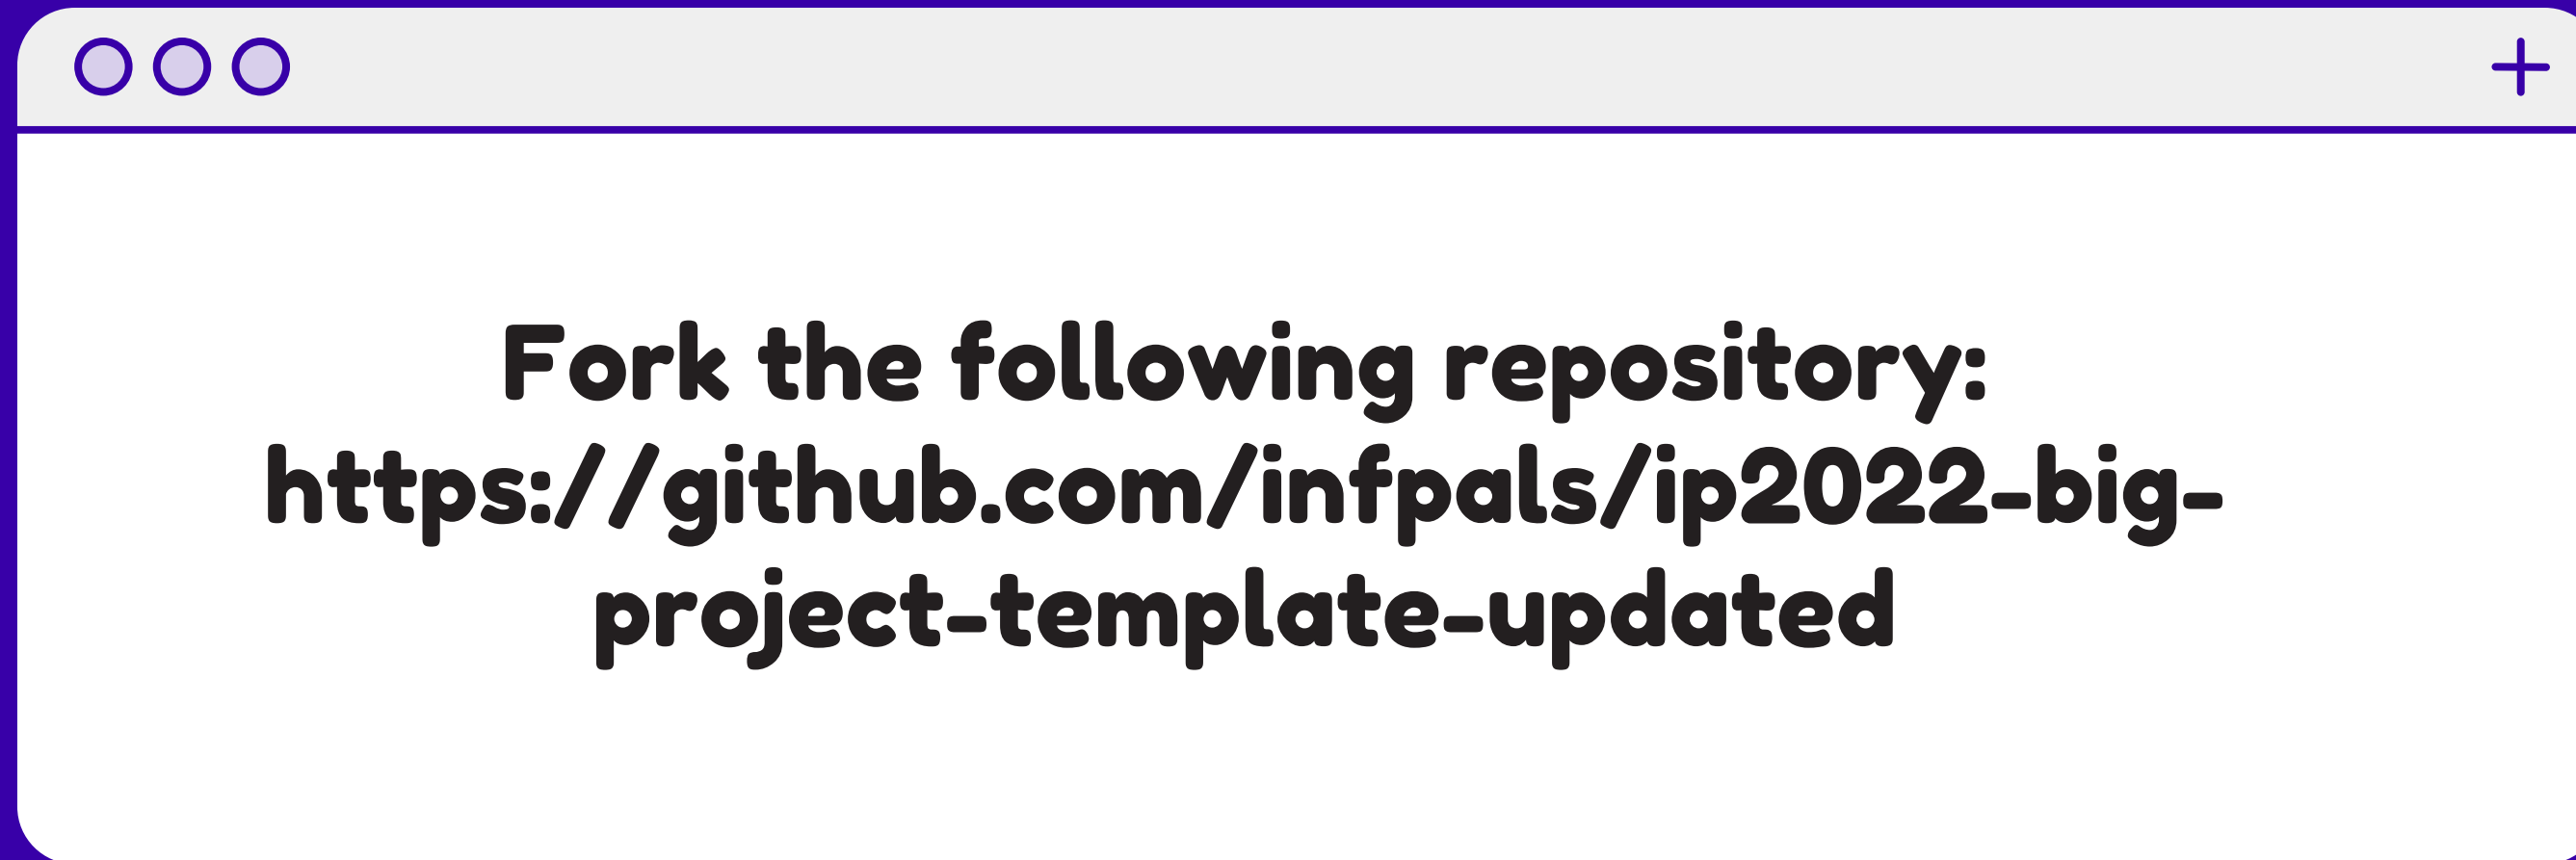 Fork the following repository:
https://github.com/infpals/ip2022-big-
project-template-updated